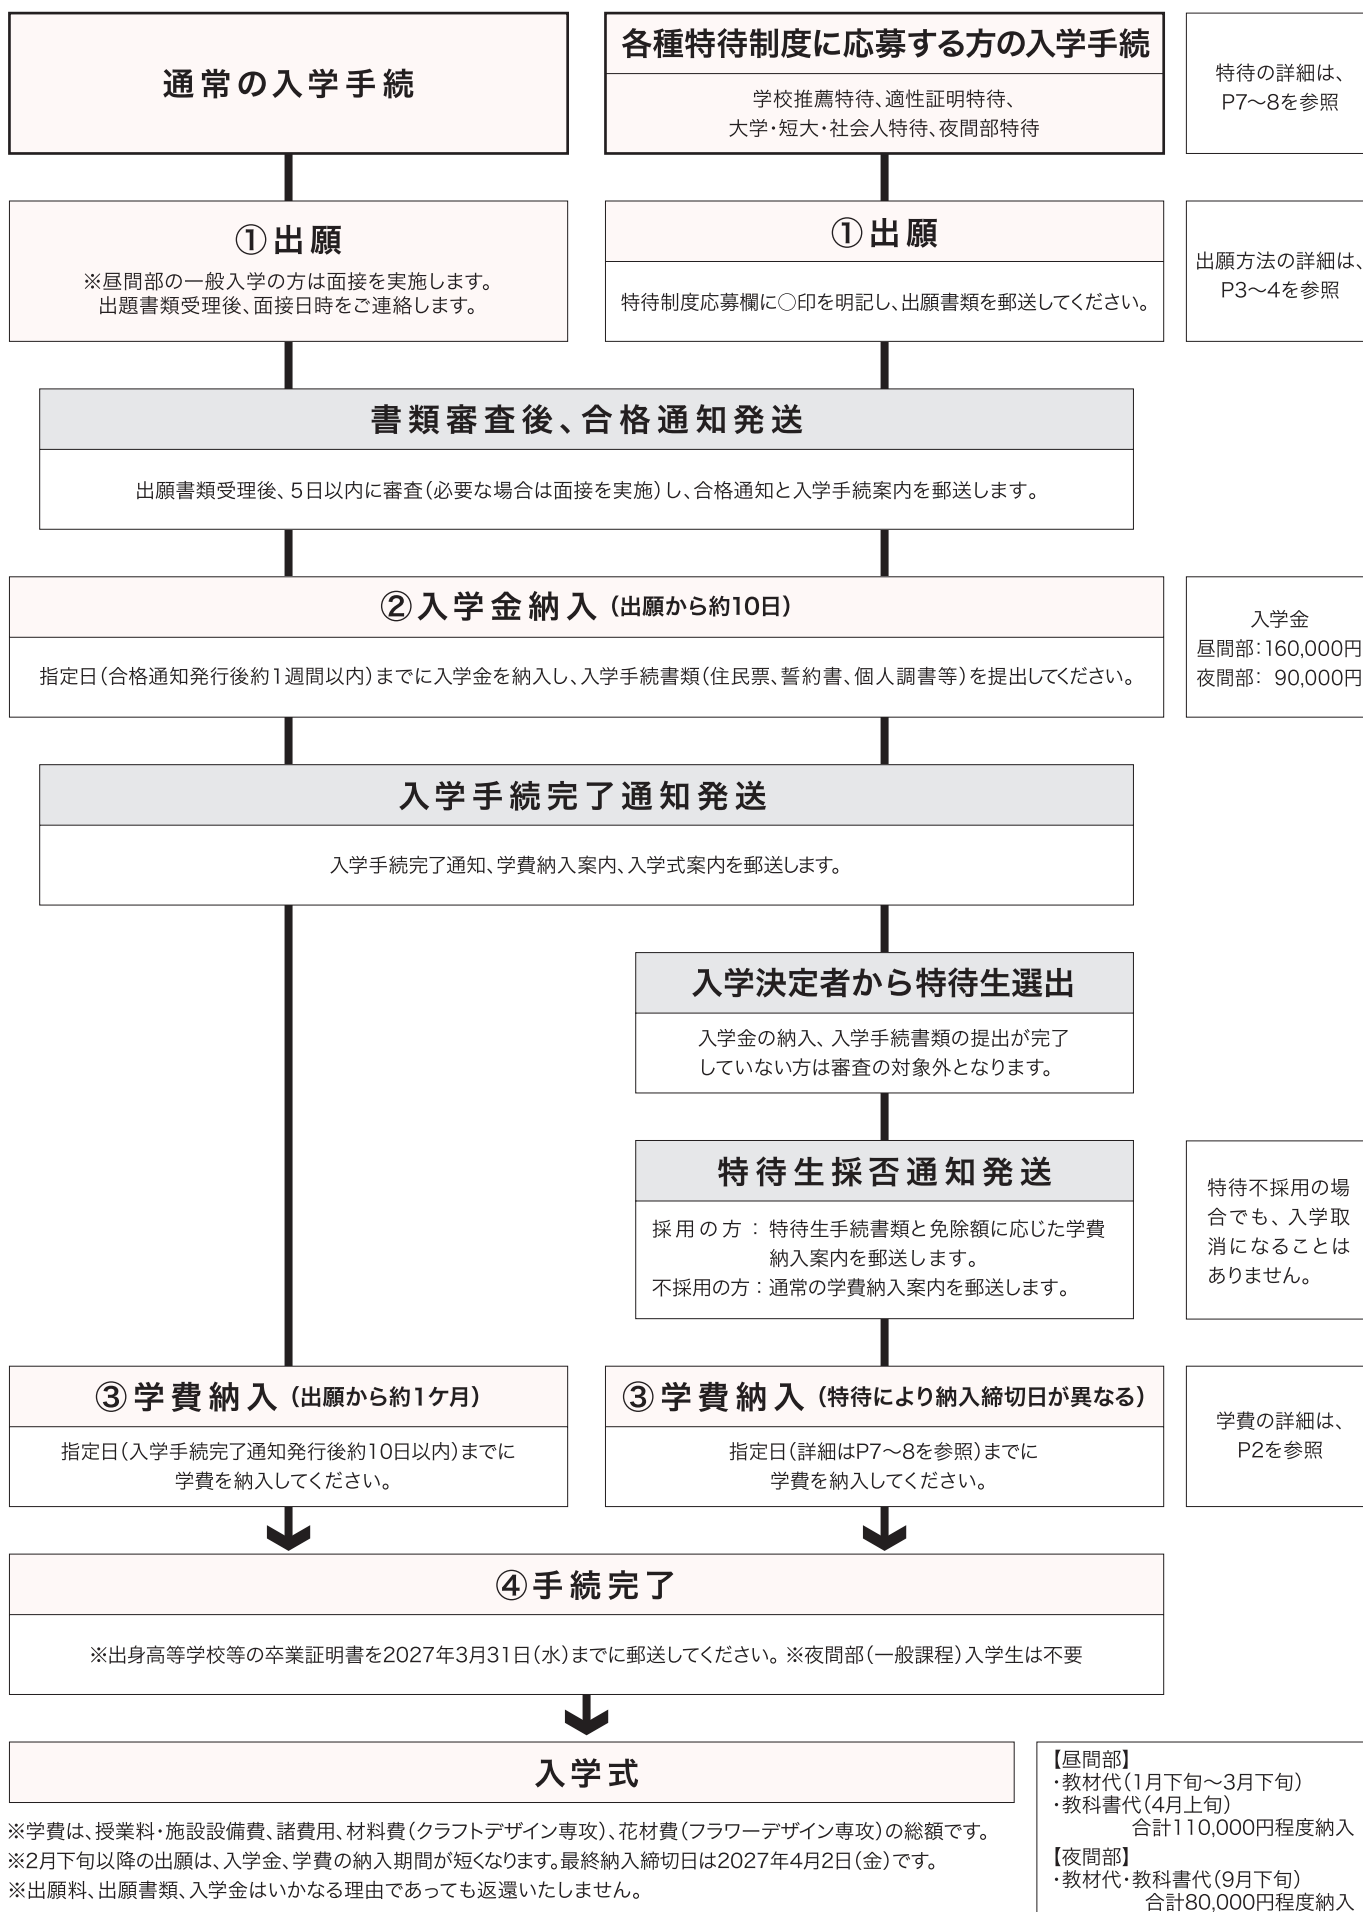 通常の入学手続
各種特待制度に応募する方の入学手続
学校推薦特待、適性証明特待、
大学・短大・社会人特待、夜間部特待
特待の詳細は、
P7〜8を参照
①出願
※昼間部の一般入学の方は面接を実施します。
出題書類受理後、面接日時をご連絡します。
①出願
特待制度応募欄に○印を明記し、出願書類を郵送してください。
出願方法の詳細は、
P3〜4を参照
書類審査後、合格通知発送
出願書類受理後、5日以内に審査(必要な場合は面接を実施)し、合格通知と入学手続案内を郵送します。
②入学金納入(出願から約10日)
指定日(合格通知発行後約1週間以内)までに入学金を納入し、入学手続書類(住民票、誓約書、個人調書等)を提出してください。
入学金
昼間部:160,000円
夜間部: 90,000円
入学手続完了通知発送
入学手続完了通知、学費納入案内、入学式案内を郵送します。
入学決定者から特待生選出
入学金の納入、入学手続書類の提出が完了
していない方は審査の対象外となります。
特待生採否通知発送
採用の方:特待生手続書類と免除額に応じた学費
納入案内を郵送します。
不採用の方:通常の学費納入案内を郵送します。
特待不採用の場
合でも、入学取
消になることは
ありません。
③学費納入(出願から約1ケ月)
指定日(入学手続完了通知発行後約10日以内)までに
学費を納入してください。
③学費納入(特待により納入締切日が異なる)
指定日(詳細はP7〜8を参照)までに
学費を納入してください。
学費の詳細は、
P2を参照
④手続完了
※出身高等学校等の卒業証明書を2027年3月31日(水)までに郵送してください。※夜間部(一般課程)入学生は不要
入学式
※学費は、授業料・施設設備費、諸費用、材料費(クラフトデザイン専攻)、花材費(フラワーデザイン専攻)の総額です。
※2月下旬以降の出願は、入学金、学費の納入期間が短くなります。最終納入締切日は2027年4月2日(金)です。
※出願料、出願書類、入学金はいかなる理由であっても返還いたしません。
【昼間部】
・教材代(1月下旬〜3月下旬)
・教科書代(4月上旬)
合計110,000円程度納入
【夜間部】
・教材代・教科書代(9月下旬)
合計80,000円程度納入